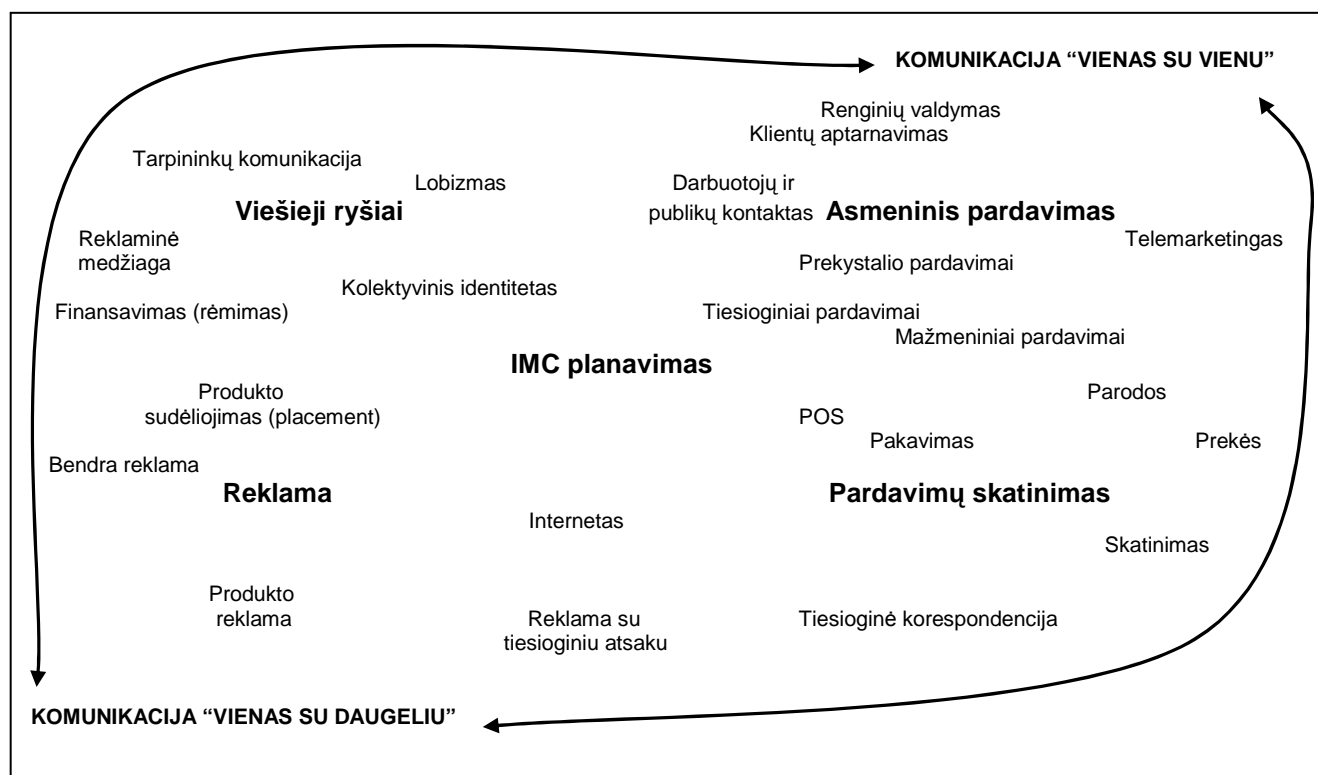 KOMUNIKACIJA “VIENAS SU VIENU”
Renginių valdymas
Klientų aptarnavimas
Tarpininkų komunikacija
Lobizmas
Darbuotojų ir
publikų kontaktas
Viešieji ryšiai
Asmeninis pardavimas
Reklaminė
medžiaga
Telemarketingas
Prekystalio pardavimai
Kolektyvinis identitetas
Finansavimas (rėmimas)
Tiesioginiai pardavimai
Mažmeniniai pardavimai
IMC planavimas
Produkto
sudėliojimas (placement)
Parodos
POS
Pakavimas
Prekės
Bendra reklama
Reklama
Pardavimų skatinimas
Internetas
Skatinimas
Produkto
reklama
Reklama su
tiesioginiu atsaku
Tiesioginė korespondencija
KOMUNIKACIJA “VIENAS SU DAUGELIU”